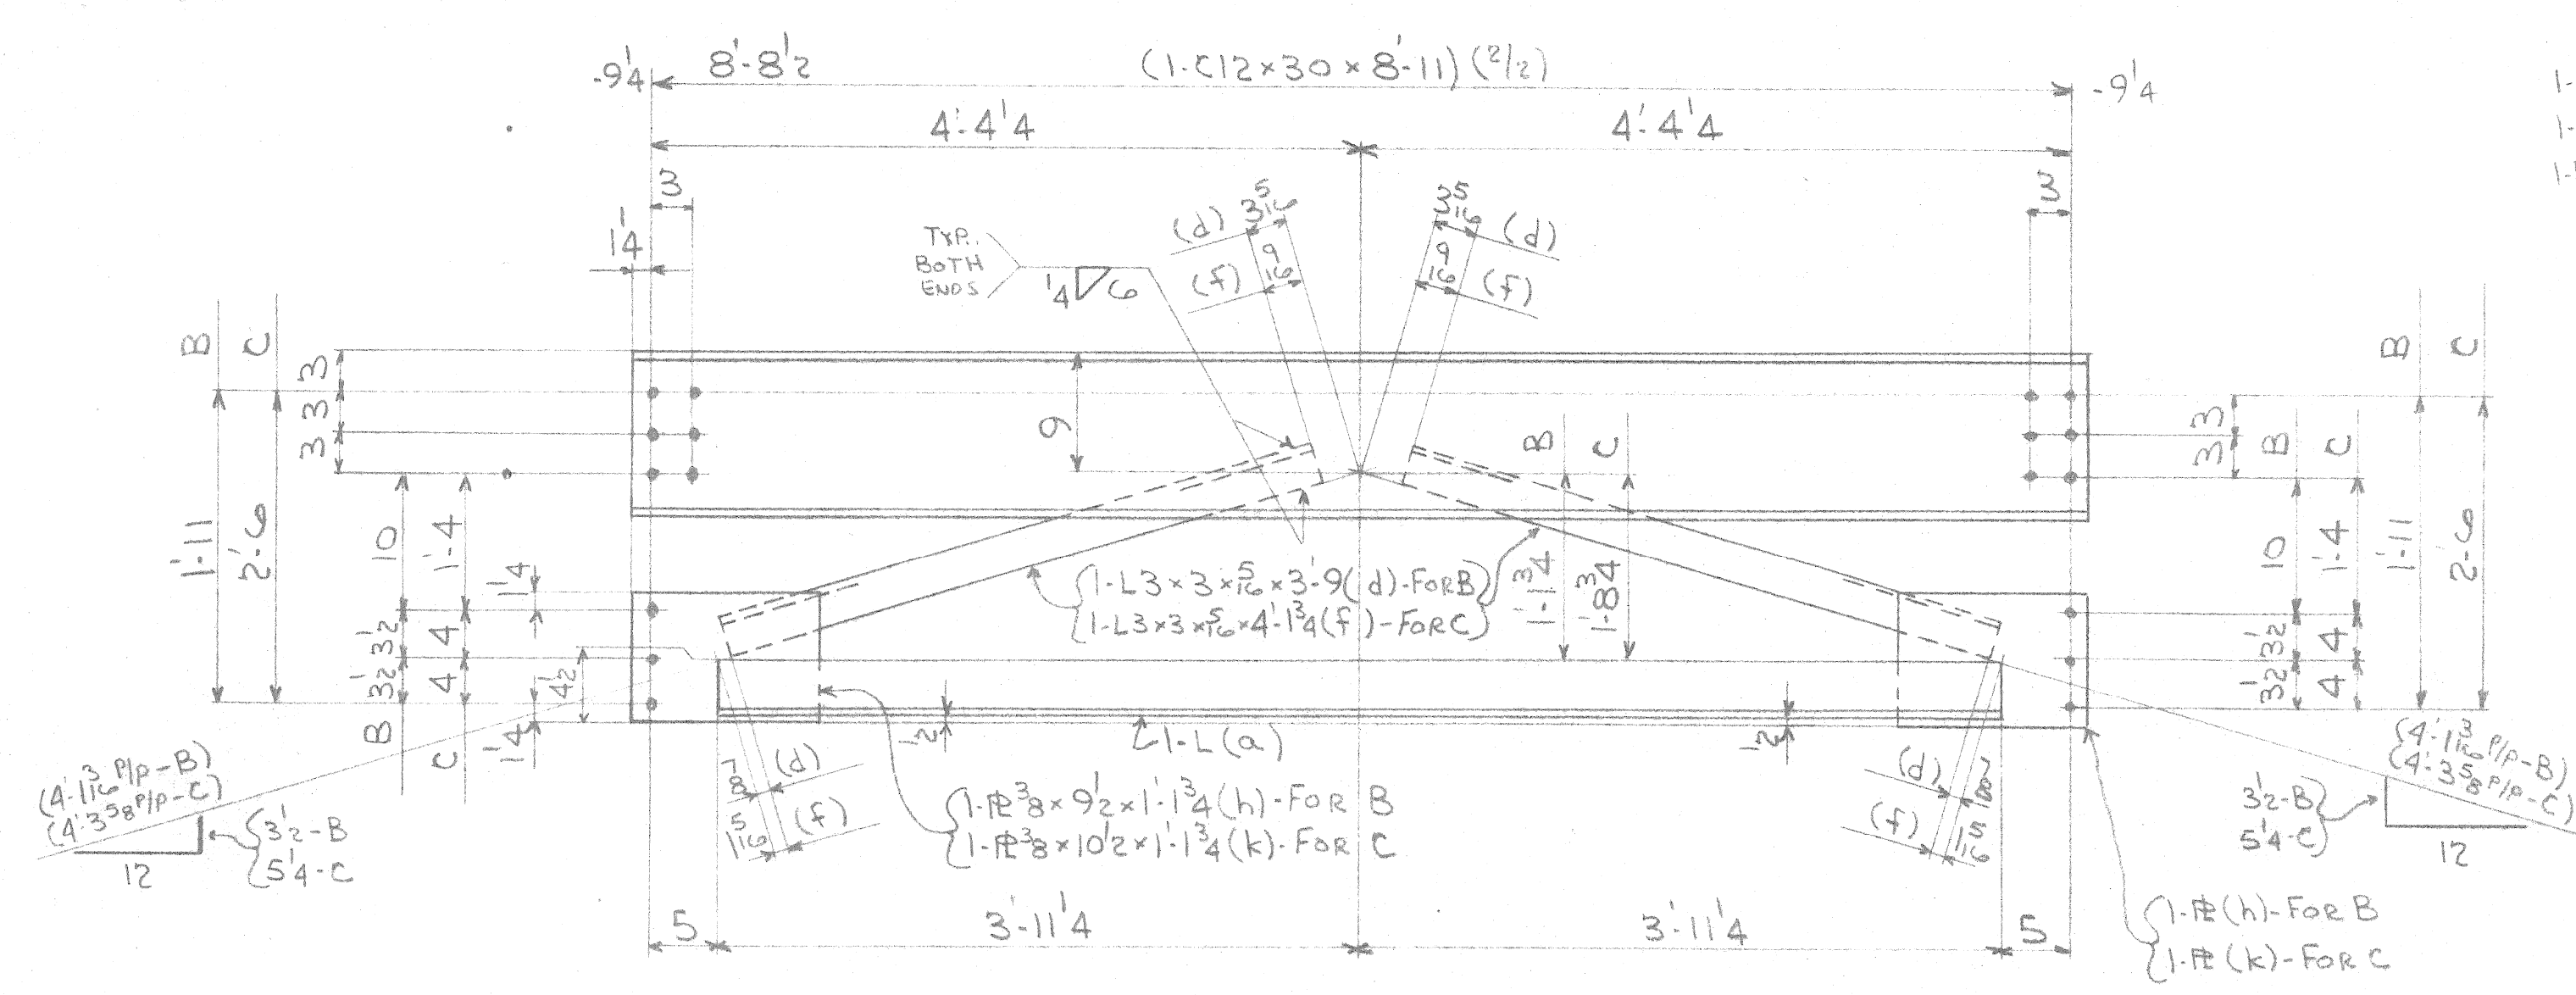 -9 1/4 8'-8 1/2 (1-C12×30×8'-11) (2/2) -9 1/4
4'-4 1/4 4'-4 1/4
3 3
1 1/4
TYP.
BOTH
ENDS
1/4 6
(d) 3 5/16
(f) 9/16
3 5/16 (d)
9/16 (f)
B C
3
3
3
1'-11 2'-6
10 1'-4
3 1/2 4
3 1/2 4
B C
1 1/4
1 1/4
4 1/2
9
B C
1'-1 3/4 1'-8 3/4
1-L3×3×5/16×3'-9(d)-FOR B
1-L3×3×5/16×4'-1 3/4(f)-FOR C
B C
3
3
B C
10 1'-4 1'-11 2'-6
3 1/2 4
3 1/2 4
1/2 1-L(a) 1/2
7/8 (d)
1 5/16 (f)
1-PL 3/8×9 1/2×1'-1 3/4(h)-FOR B
1-PL 3/8×10 1/2×1'-1 3/4(k)-FOR C
(d) 7/8
(f) 1 5/16
(4'-1 3/16 P/P-B)
(4'-3 5/8 P/P-C)
12
3 1/2-B
5 1/4-C
(4'-1 3/16 P/P-B)
(4'-3 5/8 P/P-C)
3 1/2-B
5 1/4-C
12
5 3'-11 1/4 3'-11 1/4 5
1-PL(h)-FOR B
1-PL(k)-FOR C
1-
1-